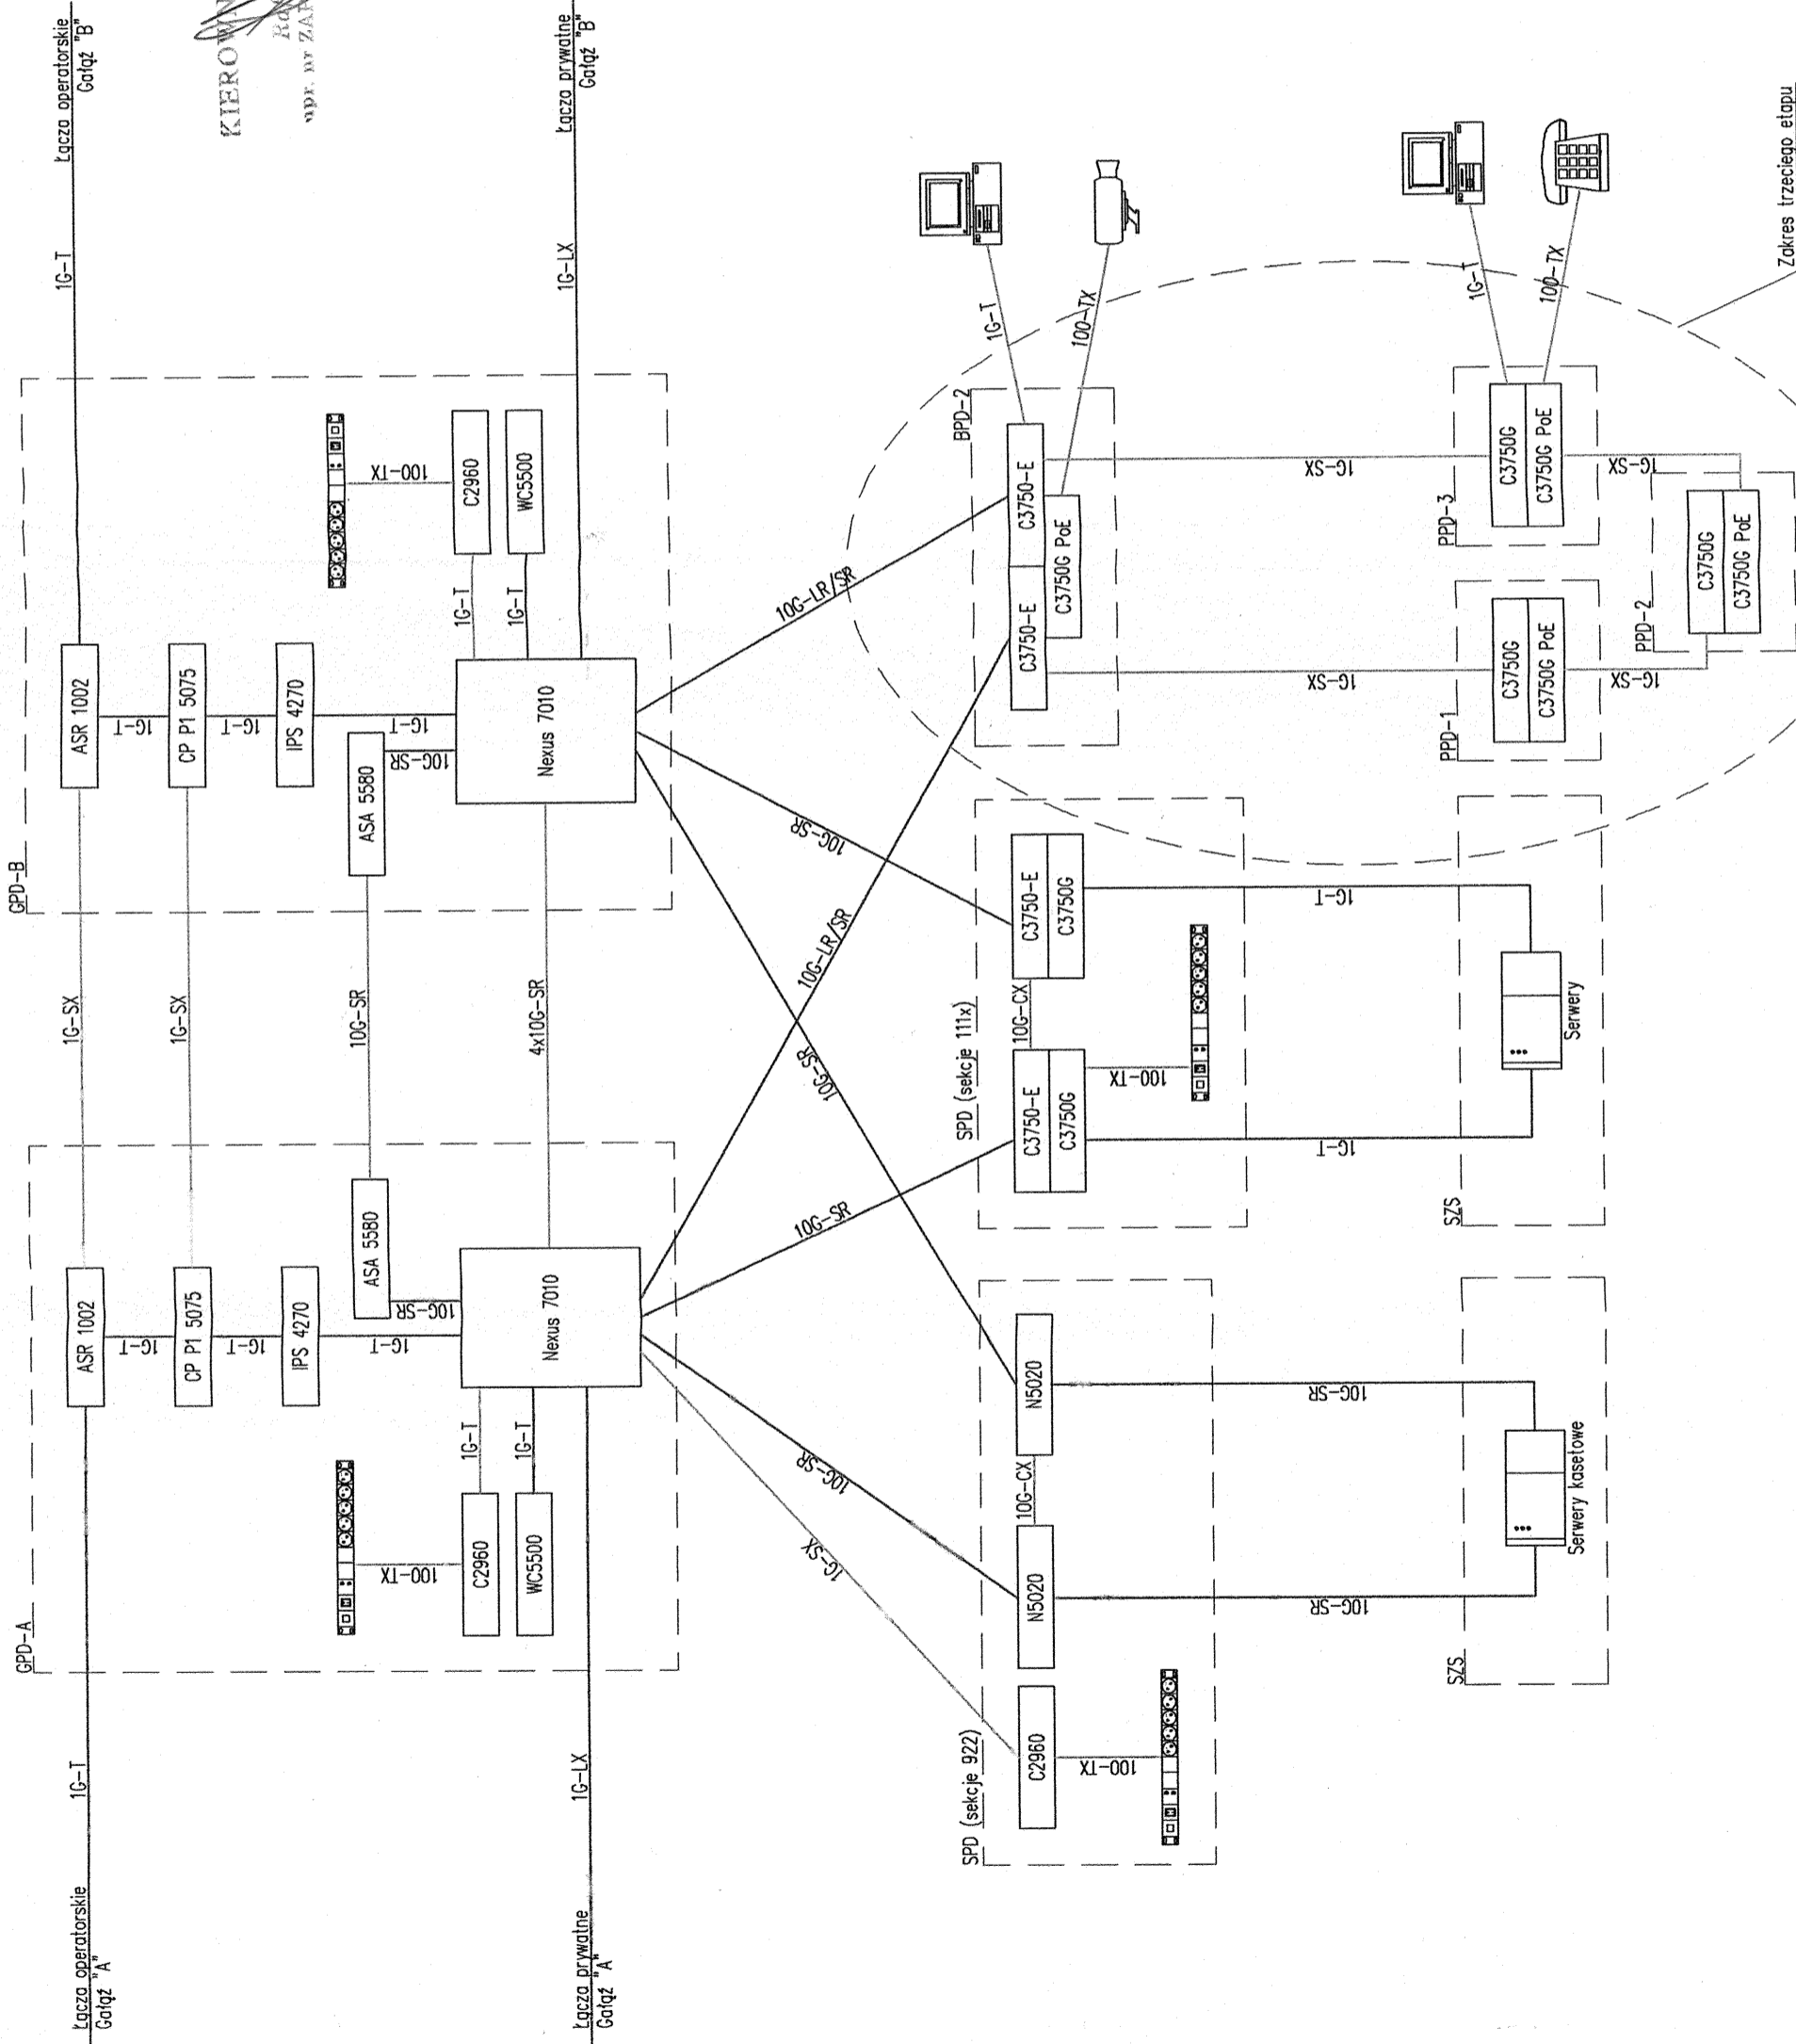 Łącza operatorskie
Gałąź "A"
1G-T
Łącza prywatne
Gałąź "A"
1G-LX
GPD-A
ASR 1002
1G-T
CP P1 5075
1G-T
IPS 4270
1G-T
ASA 5580
10G-SR
Nexus 7010
1G-T
1G-T
C2960
WC5500
100-TX
1G-SX
1G-SX
10G-SR
4x10G-SR
GPD-B
ASR 1002
1G-T
CP P1 5075
1G-T
IPS 4270
1G-T
ASA 5580
10G-SR
Nexus 7010
1G-T
1G-T
C2960
WC5500
100-TX
1G-T
Łącza operatorskie
Gałąź "B"
1G-LX
Łącza prywatne
Gałąź "B"
KIEROWN
upr. nr ZAP
1G-SX
10G-SR
10G-SR
10G-LR/SR
10G-SR
10G-SR
10G-LR/SR
SPD (sekcje 922)
C2960
100-TX
N5020
10G-CX
N5020
10G-SR
10G-SR
SZS
Serwery kasetowe
SPD (sekcje 111x)
C3750-E
C3750G
10G-CX
C3750-E
C3750G
100-TX
1G-T
1G-T
SZS
Serwery
BPD-2
C3750-E
C3750-E
C3750G PoE
1G-T
100-TX
1G-SX
1G-SX
PPD-1
C3750G
C3750G PoE
1G-SX
PPD-3
C3750G
C3750G PoE
1G-SX
1G-T
100-TX
PPD-2
C3750G
C3750G PoE
Zakres trzeciego etapu